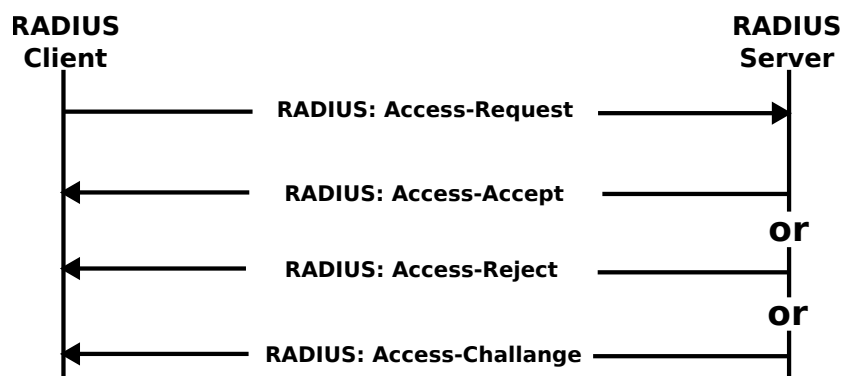 RADIUS
Client
RADIUS
Server
RADIUS: Access-Request
RADIUS: Access-Accept
or
RADIUS: Access-Reject
or
RADIUS: Access-Challange